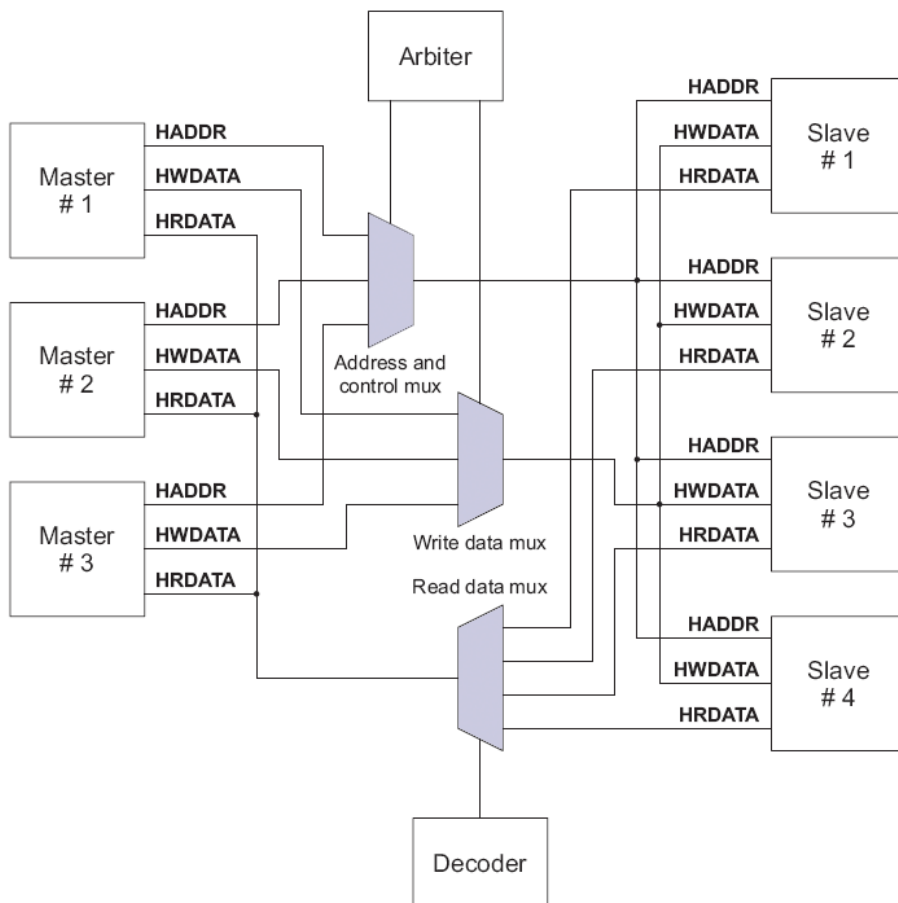 Arbiter
Master
# 1
HADDR
HWDATA
HRDATA
Master
# 2
HADDR
HWDATA
HRDATA
Master
# 3
HADDR
HWDATA
HRDATA
Address and
control mux
Write data mux
Read data mux
HADDR
HWDATA
HRDATA
Slave
# 1
HADDR
HWDATA
HRDATA
Slave
# 2
HADDR
HWDATA
HRDATA
Slave
# 3
HADDR
HWDATA
HRDATA
Slave
# 4
Decoder